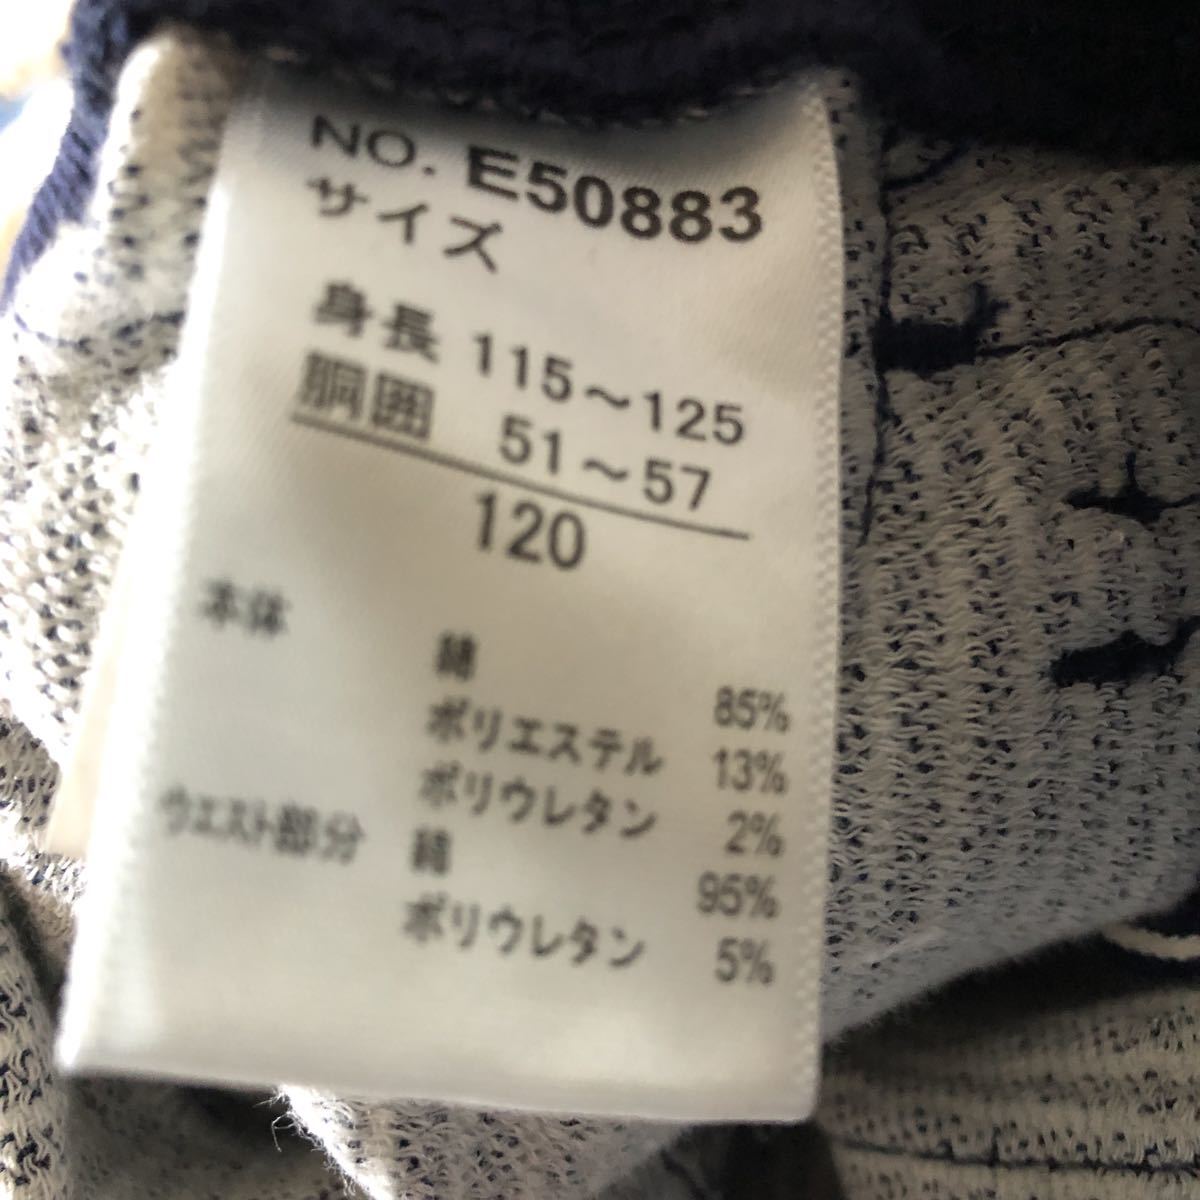 NO. E50883
サイズ
身長 115～125
胴囲 51～57
120
本体 綿 85%
ポリエステル 13%
ポリウレタン 2%
ウエスト部分 綿 95%
ポリウレタン 5%